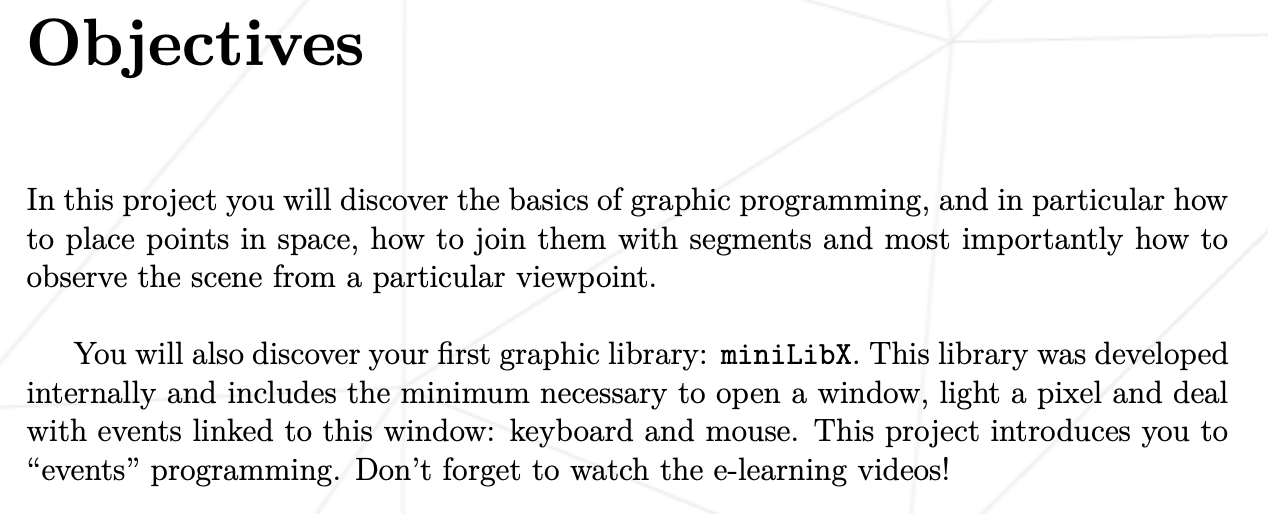 Objectives
In this project you will discover the basics of graphic programming, and in particular how
to place points in space, how to join them with segments and most importantly how to
observe the scene from a particular viewpoint.
You will also discover your first graphic library: miniLibX. This library was developed
internally and includes the minimum necessary to open a window, light a pixel and deal
with events linked to this window: keyboard and mouse. This project introduces you to
“events” programming. Don’t forget to watch the e-learning videos!